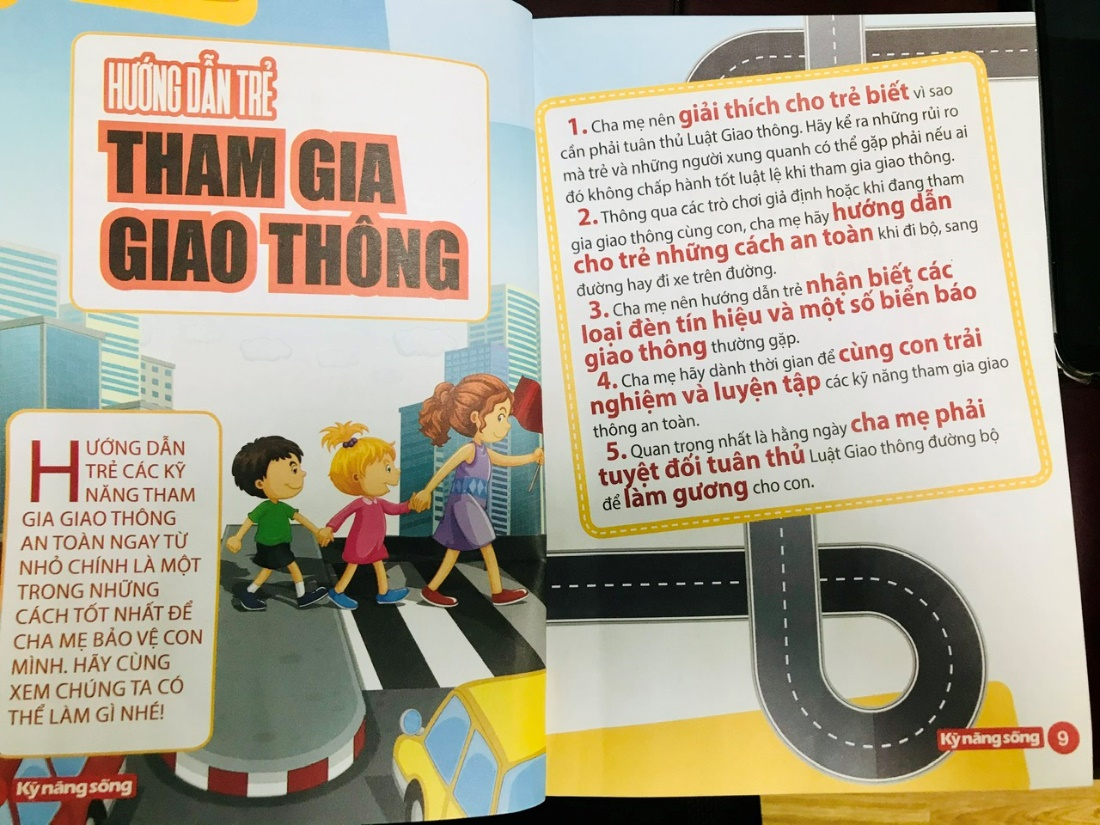 HƯỚNG DẪN TRẺ
THAM GIA
GIAO THÔNG
HƯỚNG DẪN
TRẺ CÁC KỸ
NĂNG THAM
GIA GIAO THÔNG
AN TOÀN NGAY TỪ
NHỎ CHÍNH LÀ MỘT
TRONG NHỮNG
CÁCH TỐT NHẤT ĐỂ
CHA MẸ BẢO VỆ CON
MÌNH. HÃY CÙNG
XEM CHÚNG TA CÓ
THỂ LÀM GÌ NHÉ!
Kỹ năng sống
1. Cha mẹ nên giải thích cho trẻ biết vì sao
cần phải tuân thủ Luật Giao thông. Hãy kể ra những rủi ro
mà trẻ và những người xung quanh có thể gặp phải nếu ai
đó không chấp hành tốt luật lệ khi tham gia giao thông.
2. Thông qua các trò chơi giả định hoặc khi đang tham
gia giao thông cùng con, cha mẹ hãy hướng dẫn
cho trẻ những cách an toàn khi đi bộ, sang
đường hay đi xe trên đường.
3. Cha mẹ nên hướng dẫn trẻ nhận biết các
loại đèn tín hiệu và một số biển báo
giao thông thường gặp.
4. Cha mẹ hãy dành thời gian để cùng con trải
nghiệm và luyện tập các kỹ năng tham gia giao
thông an toàn.
5. Quan trọng nhất là hằng ngày cha mẹ phải
tuyệt đối tuân thủ Luật Giao thông đường bộ
để làm gương cho con.
Kỹ năng sống 9